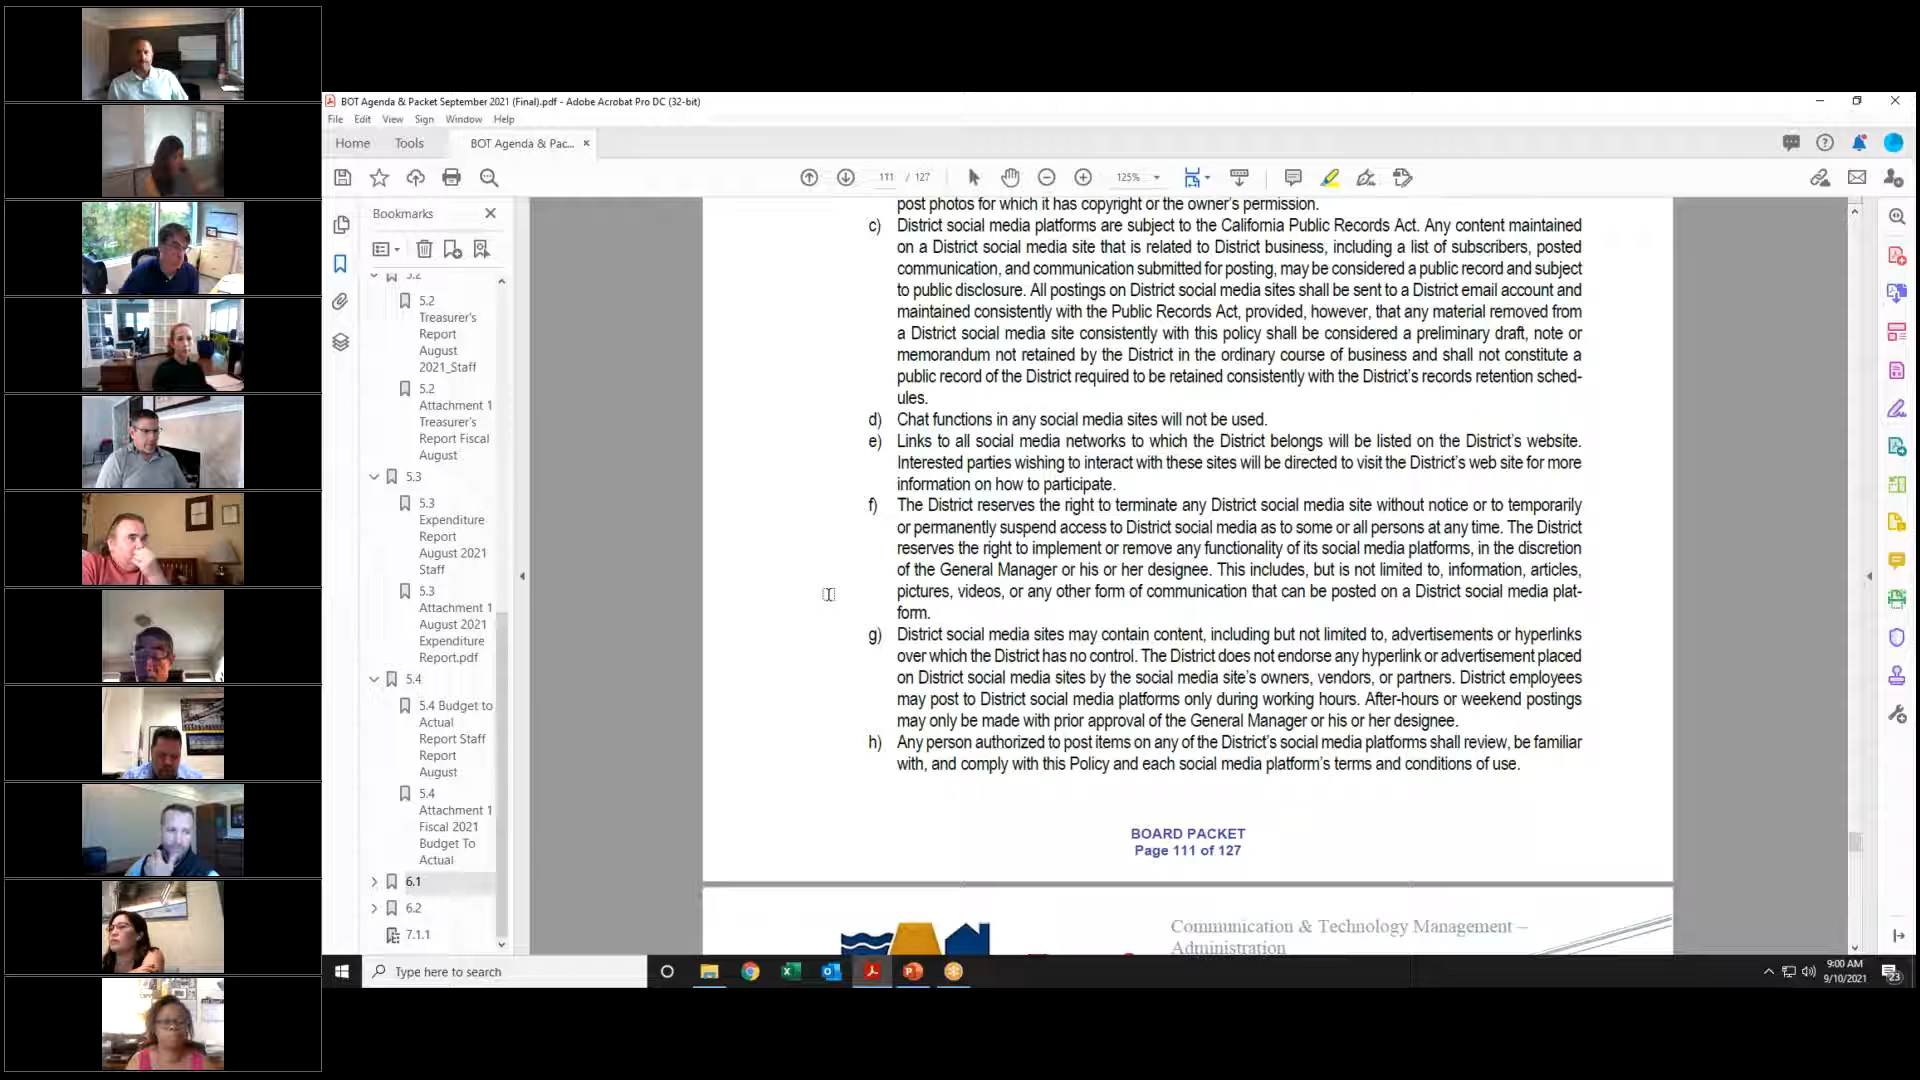 BOT Agenda & Packet September 2021 (Final).pdf - Adobe Acrobat Pro DC (32-bit)
File Edit View Sign Window Help
Home Tools BOT Agenda & Pac... ×
111 / 127 125%
Bookmarks
5.2
5.2
Treasurer's
Report
August
2021_Staff
5.2
Attachment 1
Treasurer's
Report Fiscal
August
5.3
5.3
Expenditure
Report
August 2021
Staff
5.3
Attachment 1
August 2021
Expenditure
Report.pdf
5.4
5.4 Budget to
Actual
Report Staff
Report
August
5.4
Attachment 1
Fiscal 2021
Budget To
Actual
6.1
6.2
7.1.1
post photos for which it has copyright or the owner's permission.
c) District social media platforms are subject to the California Public Records Act. Any content maintained
on a District social media site that is related to District business, including a list of subscribers, posted
communication, and communication submitted for posting, may be considered a public record and subject
to public disclosure. All postings on District social media sites shall be sent to a District email account and
maintained consistently with the Public Records Act, provided, however, that any material removed from
a District social media site consistently with this policy shall be considered a preliminary draft, note or
memorandum not retained by the District in the ordinary course of business and shall not constitute a
public record of the District required to be retained consistently with the District's records retention sched-
ules.
d) Chat functions in any social media sites will not be used.
e) Links to all social media networks to which the District belongs will be listed on the District's website.
Interested parties wishing to interact with these sites will be directed to visit the District's web site for more
information on how to participate.
f) The District reserves the right to terminate any District social media site without notice or to temporarily
or permanently suspend access to District social media as to some or all persons at any time. The District
reserves the right to implement or remove any functionality of its social media platforms, in the discretion
of the General Manager or his or her designee. This includes, but is not limited to, information, articles,
pictures, videos, or any other form of communication that can be posted on a District social media plat-
form.
g) District social media sites may contain content, including but not limited to, advertisements or hyperlinks
over which the District has no control. The District does not endorse any hyperlink or advertisement placed
on District social media sites by the social media site's owners, vendors, or partners. District employees
may post to District social media platforms only during working hours. After-hours or weekend postings
may only be made with prior approval of the General Manager or his or her designee.
h) Any person authorized to post items on any of the District's social media platforms shall review, be familiar
with, and comply with this Policy and each social media platform's terms and conditions of use.
BOARD PACKET
Page 111 of 127
Communication & Technology Management –
Administration
Type here to search
9:00 AM
9/10/2021
23